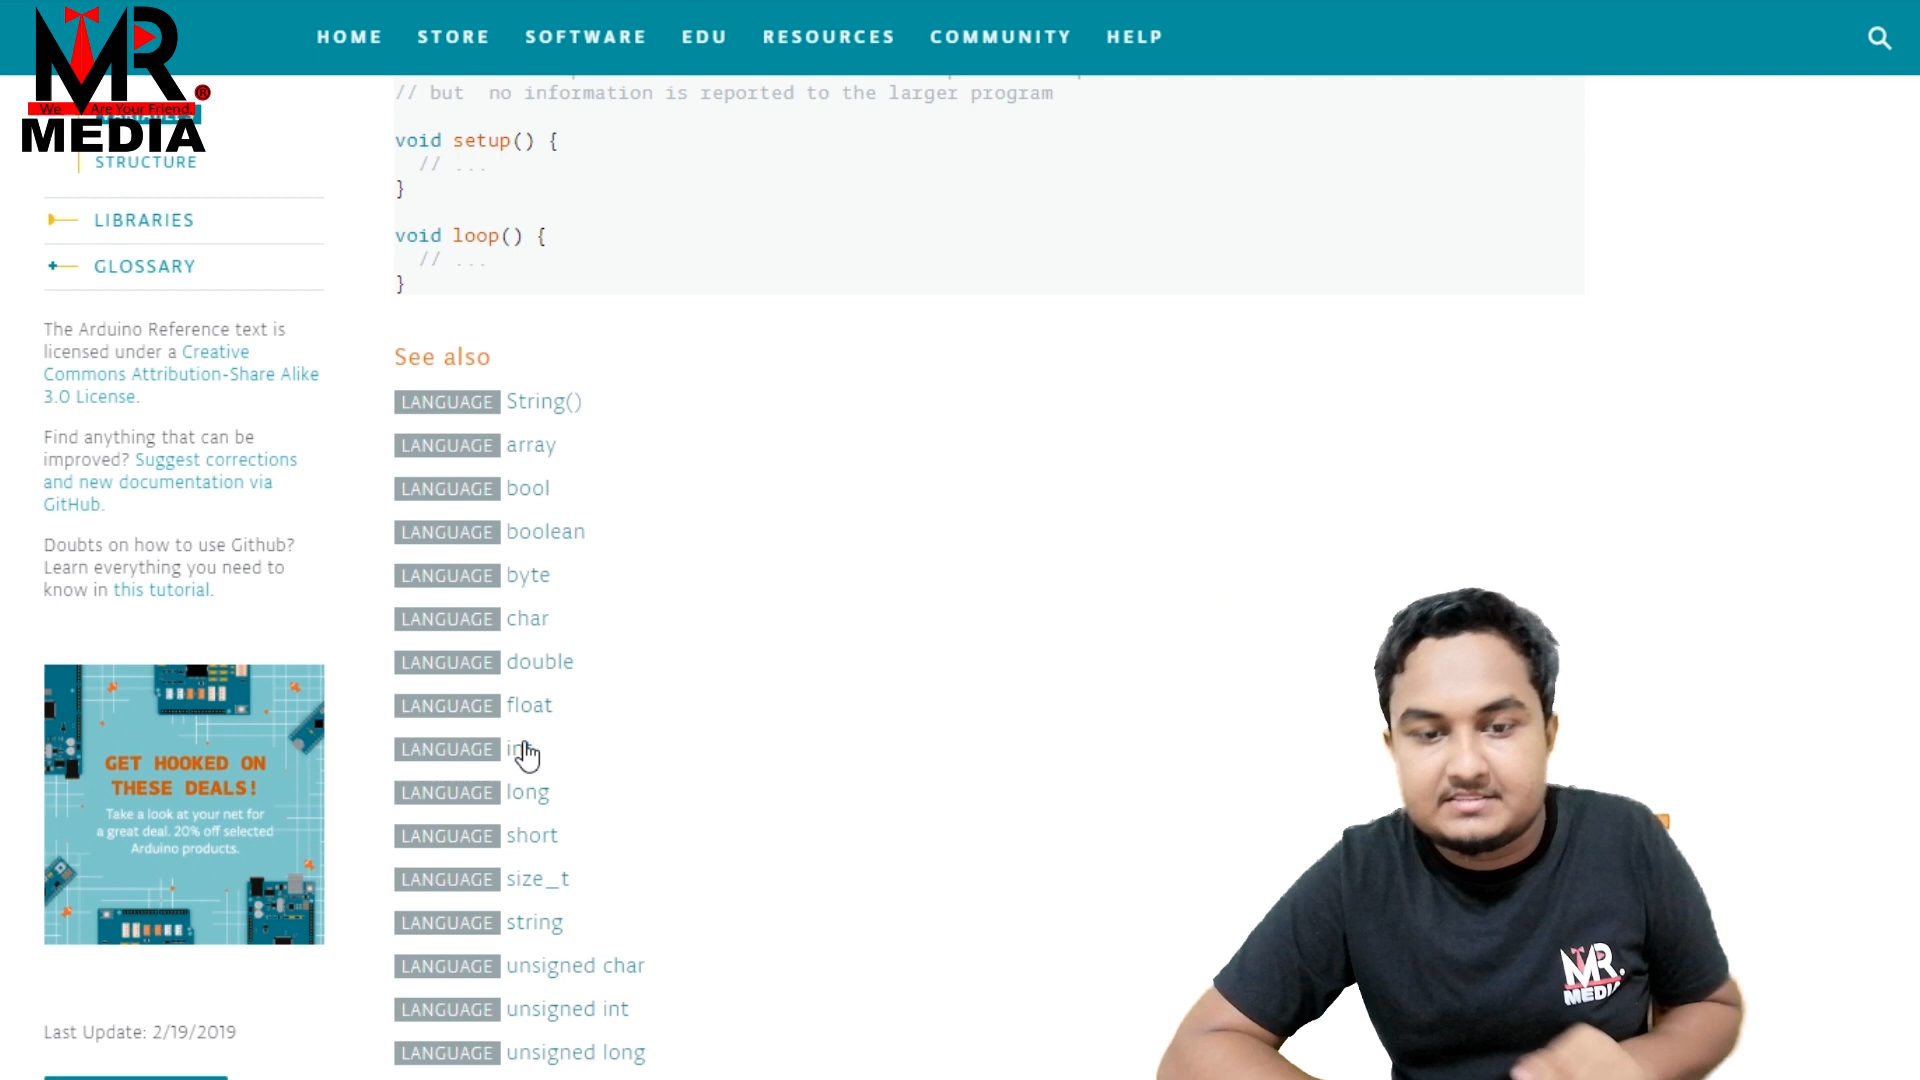 HOME STORE SOFTWARE EDU RESOURCES COMMUNITY HELP
MR
We Are Your Friend.
MEDIA
®
STRUCTURE
LIBRARIES
GLOSSARY
The Arduino Reference text is
licensed under a Creative
Commons Attribution-Share Alike
3.0 License.
Find anything that can be
improved? Suggest corrections
and new documentation via
GitHub.
Doubts on how to use Github?
Learn everything you need to
know in this tutorial.
GET HOOKED ON
THESE DEALS!
Take a look at your net for
a great deal. 20% off selected
Arduino products.
Last Update: 2/19/2019
// but  no information is reported to the larger program
void setup() {
// ...
}
void loop() {
// ...
}
See also
LANGUAGE String()
LANGUAGE array
LANGUAGE bool
LANGUAGE boolean
LANGUAGE byte
LANGUAGE char
LANGUAGE double
LANGUAGE float
LANGUAGE
LANGUAGE long
LANGUAGE short
LANGUAGE size_t
LANGUAGE string
LANGUAGE unsigned char
LANGUAGE unsigned int
LANGUAGE unsigned long
MR.
MEDIA